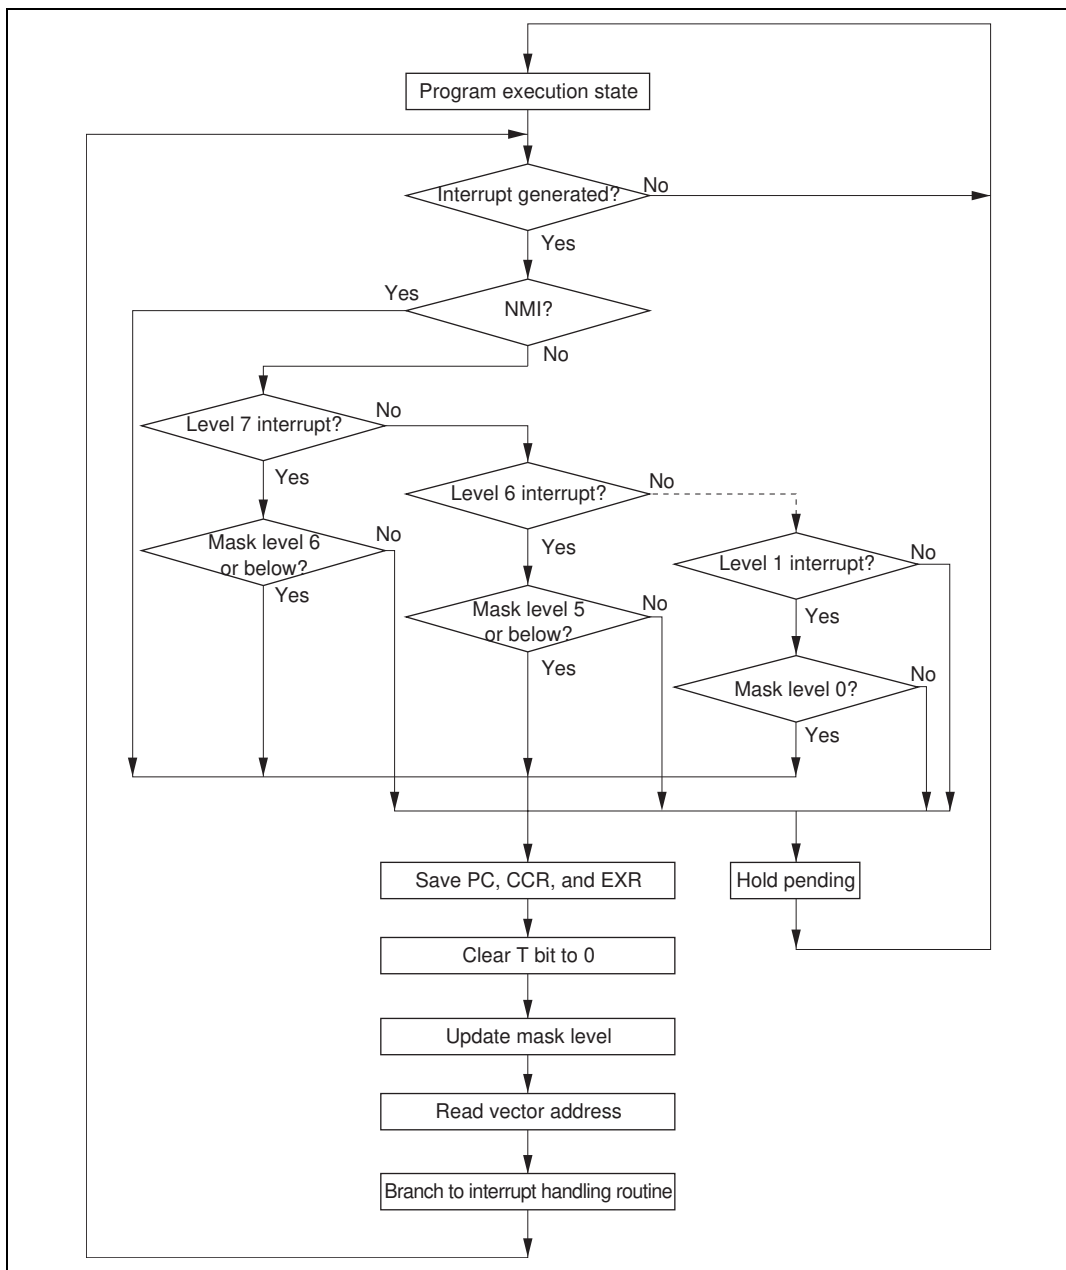 Program execution state
Interrupt generated?
No
Yes
Yes
NMI?
No
Level 7 interrupt?
No
Yes
Level 6 interrupt?
No
Mask level 6
or below?
No
Yes
Yes
Level 1 interrupt?
No
Mask level 5
or below?
No
Yes
Yes
Mask level 0?
No
Yes
Save PC, CCR, and EXR
Hold pending
Clear T bit to 0
Update mask level
Read vector address
Branch to interrupt handling routine